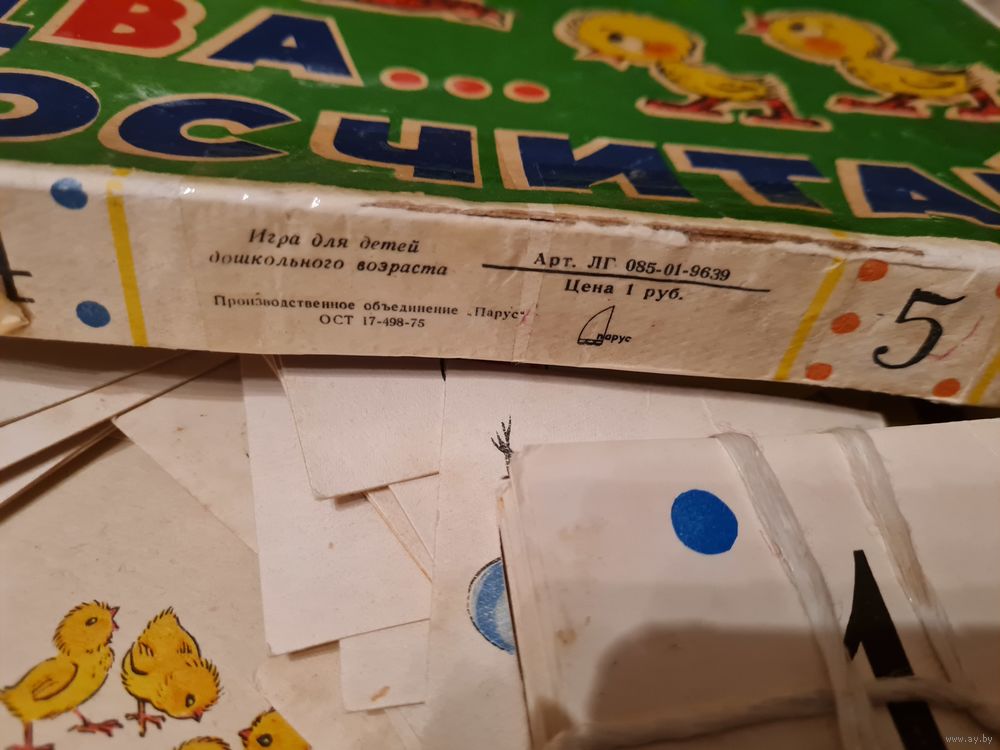 ВА...
ОСЧИТА
Игра для детей
дошкольного возраста
Производственное объединение „Парус“
ОСТ 17-498-75
Арт. ЛГ 085-01-9639
Цена 1 руб.
парус
5
1
www.ay.by